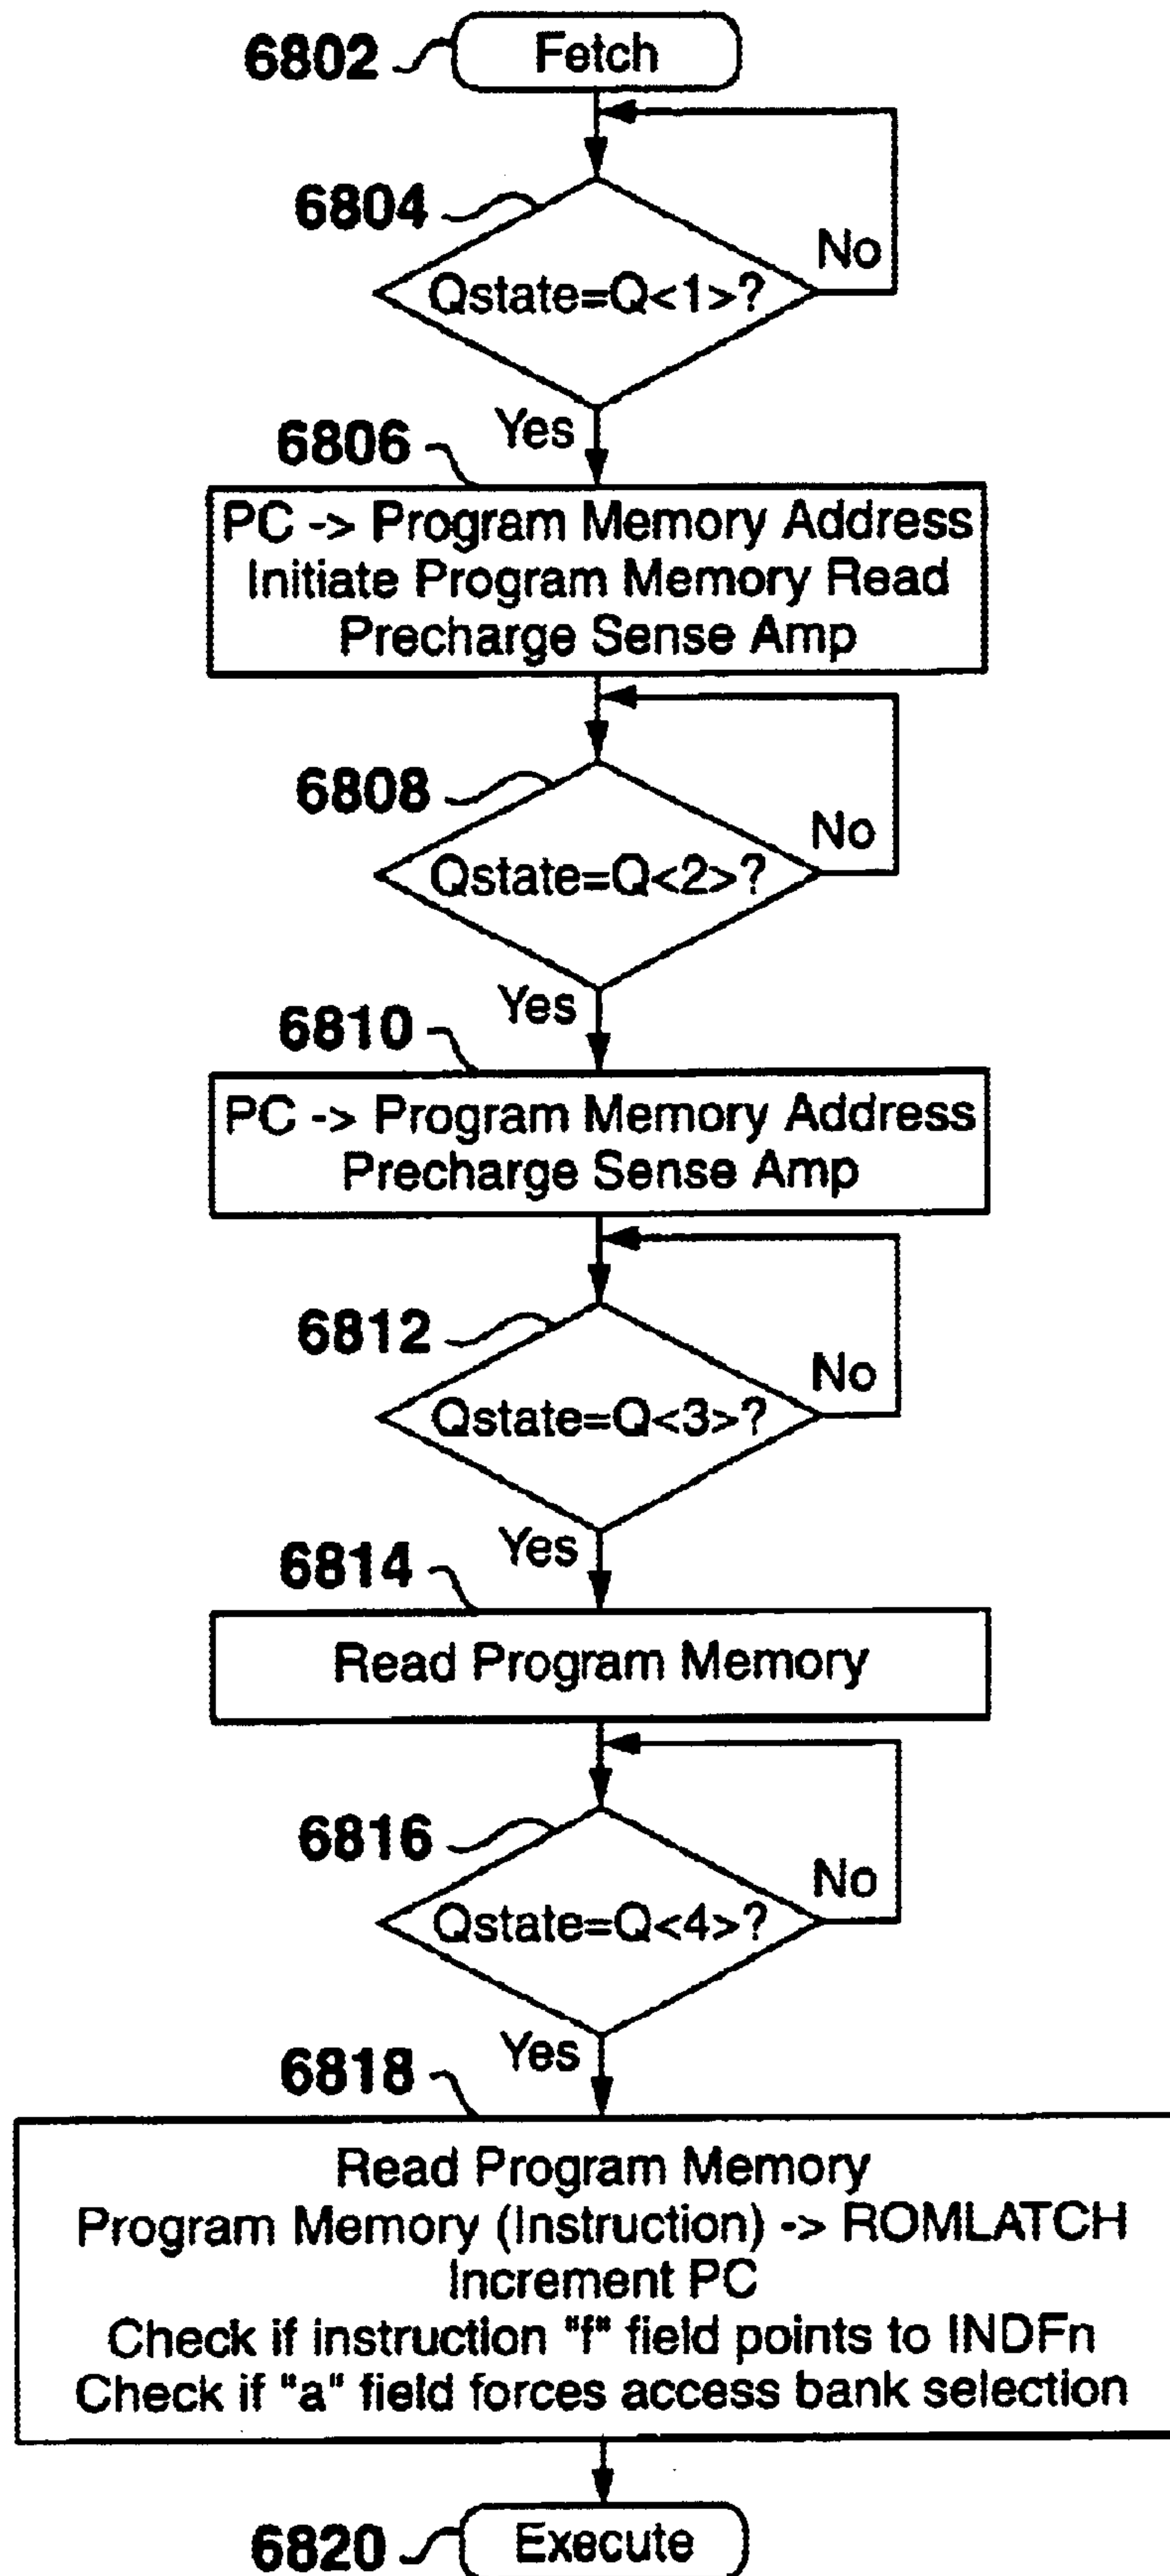 6802
Fetch
6804
Qstate=Q<1>?
No
Yes
6806
PC -> Program Memory Address
Initiate Program Memory Read
Precharge Sense Amp
6808
Qstate=Q<2>?
No
Yes
6810
PC -> Program Memory Address
Precharge Sense Amp
6812
Qstate=Q<3>?
No
Yes
6814
Read Program Memory
6816
Qstate=Q<4>?
No
Yes
6818
Read Program Memory
Program Memory (Instruction) -> ROMLATCH
Increment PC
Check if instruction "f" field points to INDFn
Check if "a" field forces access bank selection
6820
Execute